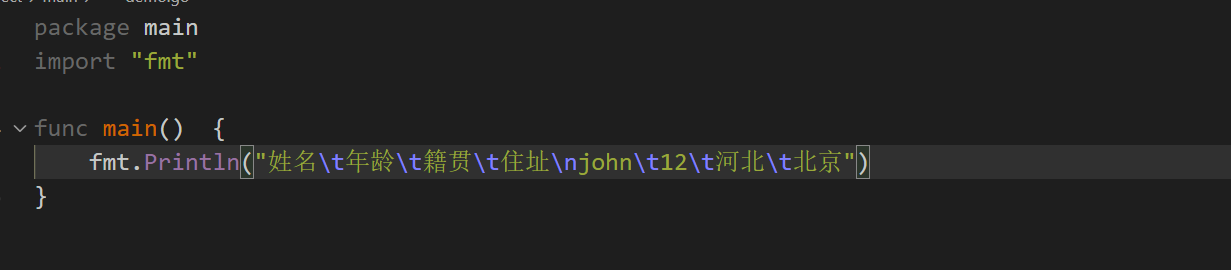 package main
import "fmt"
func main()  {
    fmt.Println("姓名\t年龄\t籍贯\t住址\njohn\t12\t河北\t北京")
}